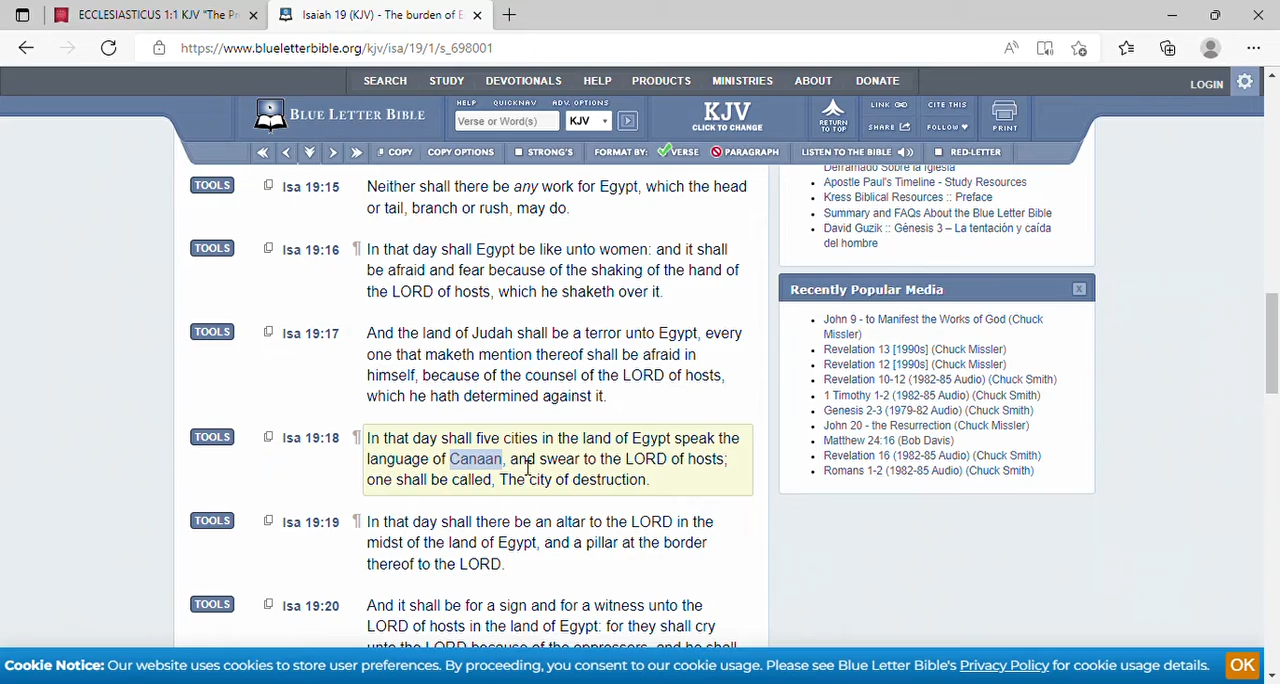 ECCLESIASTICUS 1:1 KJV "The Pr
Isaiah 19 (KJV) - The burden of E
https://www.blueletterbible.org/kjv/isa/19/1/s_698001
SEARCH STUDY DEVOTIONALS HELP PRODUCTS MINISTRIES ABOUT DONATE
LOGIN
BLUE LETTER BIBLE
HELP QUICKNAV ADV. OPTIONS
Verse or Word(s) KJV
KJV
CLICK TO CHANGE
RETURN
TO TOP
LINK CITE THIS
SHARE FOLLOW
PRINT
COPY COPY OPTIONS STRONG'S FORMAT BY: VERSE PARAGRAPH LISTEN TO THE BIBLE RED-LETTER
TOOLS Isa 19:15 Neither shall there be any work for Egypt, which the head
or tail, branch or rush, may do.
TOOLS Isa 19:16 ¶ In that day shall Egypt be like unto women: and it shall
be afraid and fear because of the shaking of the hand of
the LORD of hosts, which he shaketh over it.
TOOLS Isa 19:17 And the land of Judah shall be a terror unto Egypt, every
one that maketh mention thereof shall be afraid in
himself, because of the counsel of the LORD of hosts,
which he hath determined against it.
TOOLS Isa 19:18 ¶ In that day shall five cities in the land of Egypt speak the
language of Canaan, and swear to the LORD of hosts;
one shall be called, The city of destruction.
TOOLS Isa 19:19 ¶ In that day shall there be an altar to the LORD in the
midst of the land of Egypt, and a pillar at the border
thereof to the LORD.
TOOLS Isa 19:20 And it shall be for a sign and for a witness unto the
LORD of hosts in the land of Egypt: for they shall cry
unto the LORD because of the oppressors, and he shall
Derramado Sobre la Iglesia
Apostle Paul's Timeline - Study Resources
Kress Biblical Resources :: Preface
Summary and FAQs About the Blue Letter Bible
David Guzik :: Génesis 3 – La tentación y caída
del hombre
Recently Popular Media x
John 9 - to Manifest the Works of God (Chuck
Missler)
Revelation 13 [1990s] (Chuck Missler)
Revelation 12 [1990s] (Chuck Missler)
Revelation 10-12 (1982-85 Audio) (Chuck Smith)
1 Timothy 1-2 (1982-85 Audio) (Chuck Smith)
Genesis 2-3 (1979-82 Audio) (Chuck Smith)
John 20 - the Resurrection (Chuck Missler)
Matthew 24:16 (Bob Davis)
Revelation 16 (1982-85 Audio) (Chuck Smith)
Romans 1-2 (1982-85 Audio) (Chuck Smith)
Cookie Notice: Our website uses cookies to store user preferences. By proceeding, you consent to our cookie usage. Please see Blue Letter Bible's Privacy Policy for cookie usage details. OK